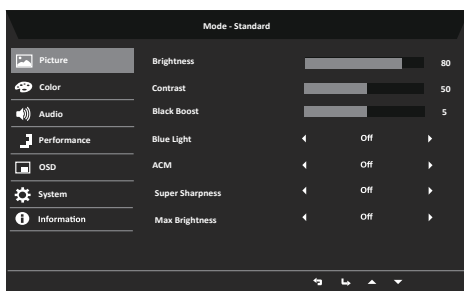 Mode - Standard
Picture
Brightness 80
Color
Contrast 50
Audio
Black Boost 5
Performance
Blue Light Off
OSD
ACM Off
System
Super Sharpness Off
Information
Max Brightness Off